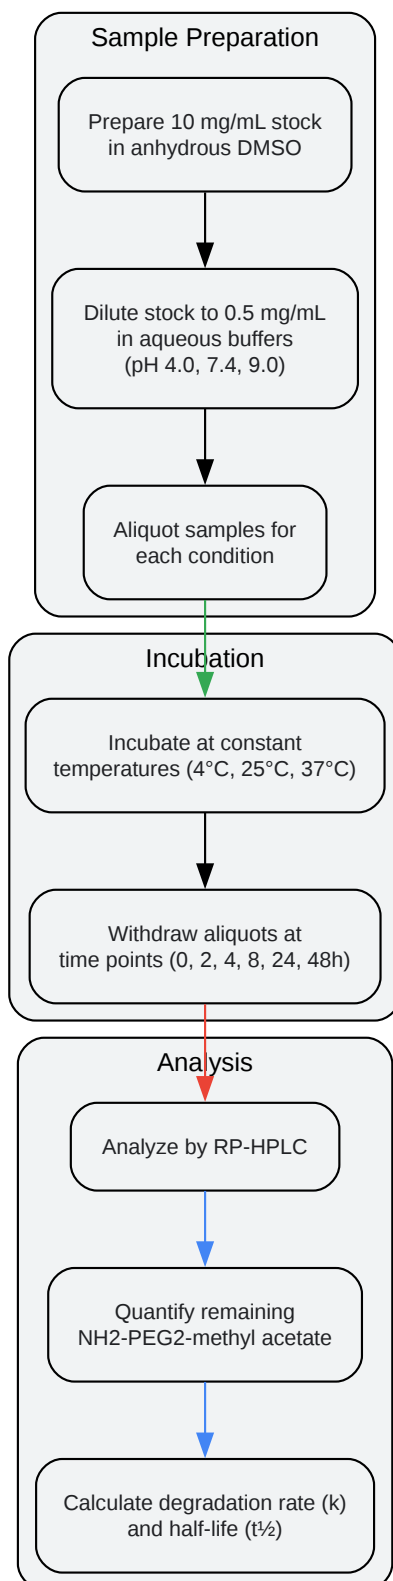 Sample Preparation
Prepare 10 mg/mL stock
in anhydrous DMSO
Dilute stock to 0.5 mg/mL
in aqueous buffers
(pH 4.0, 7.4, 9.0)
Aliquot samples for
each condition
Incubation
Incubate at constant
temperatures (4°C, 25°C, 37°C)
Withdraw aliquots at
time points (0, 2, 4, 8, 24, 48h)
Analysis
Analyze by RP-HPLC
Quantify remaining
NH2-PEG2-methyl acetate
Calculate degradation rate (k)
and half-life (t½)